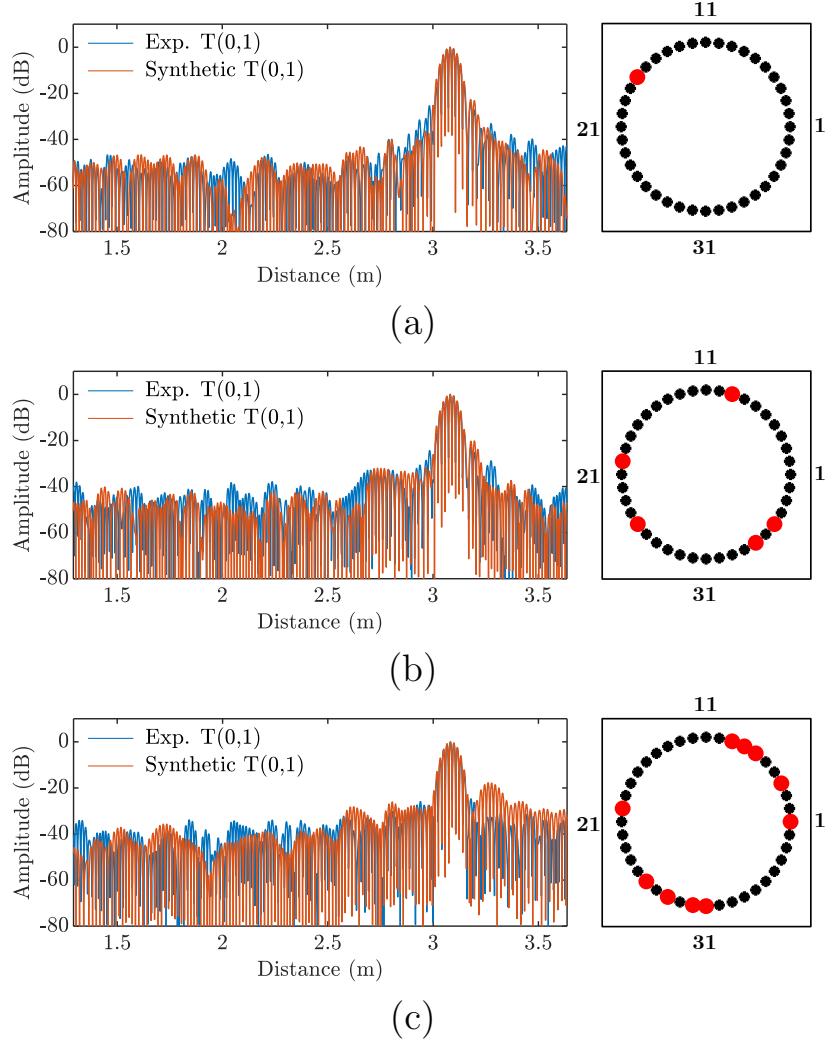 11
0
Exp. T(0,1)
Synthetic T(0,1)
-20
21
1
-40
-60
-80
Amplitude (dB)
1.5 2 2.5 3 3.5
31
Distance (m)
(a)
11
0
Exp. T(0,1)
Synthetic T(0,1)
-20
21
1
-40
-60
-80
Amplitude (dB)
1.5 2 2.5 3 3.5
31
Distance (m)
(b)
11
0
Exp. T(0,1)
Synthetic T(0,1)
-20
21
1
-40
-60
-80
Amplitude (dB)
1.5 2 2.5 3 3.5
31
Distance (m)
(c)